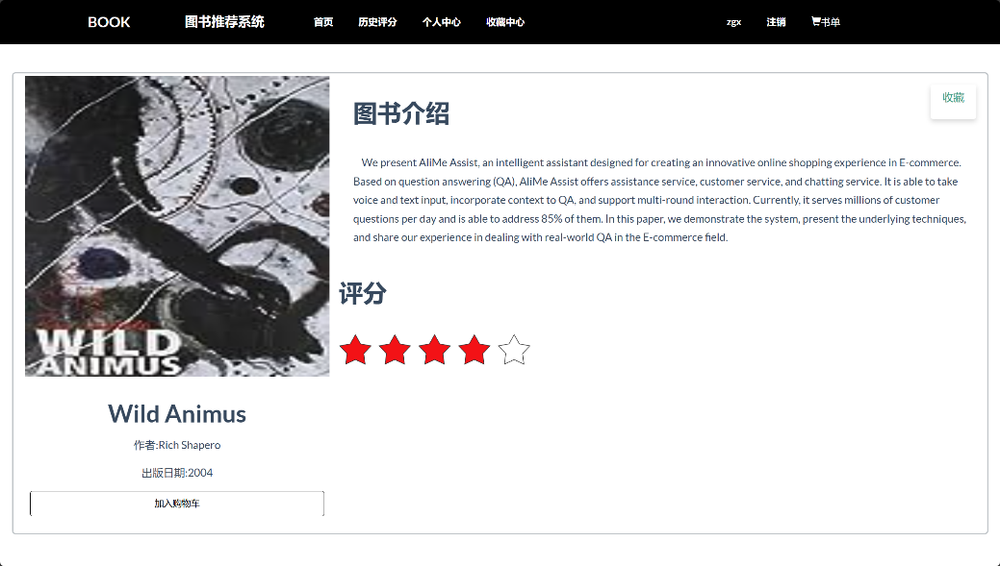 BOOK 图书推荐系统 首页 历史评分 个人中心 收藏中心 zgx 注销 书单
图书介绍
收藏
We present AliMe Assist, an intelligent assistant designed for creating an innovative online shopping experience in E-commerce.
Based on question answering (QA), AliMe Assist offers assistance service, customer service, and chatting service. It is able to take
voice and text input, incorporate context to QA, and support multi-round interaction. Currently, it serves millions of customer
questions per day and is able to address 85% of them. In this paper, we demonstrate the system, present the underlying techniques,
and share our experience in dealing with real-world QA in the E-commerce field.
评分
WILD
ANIMUS
Wild Animus
作者:Rich Shapero
出版日期:2004
加入购物车